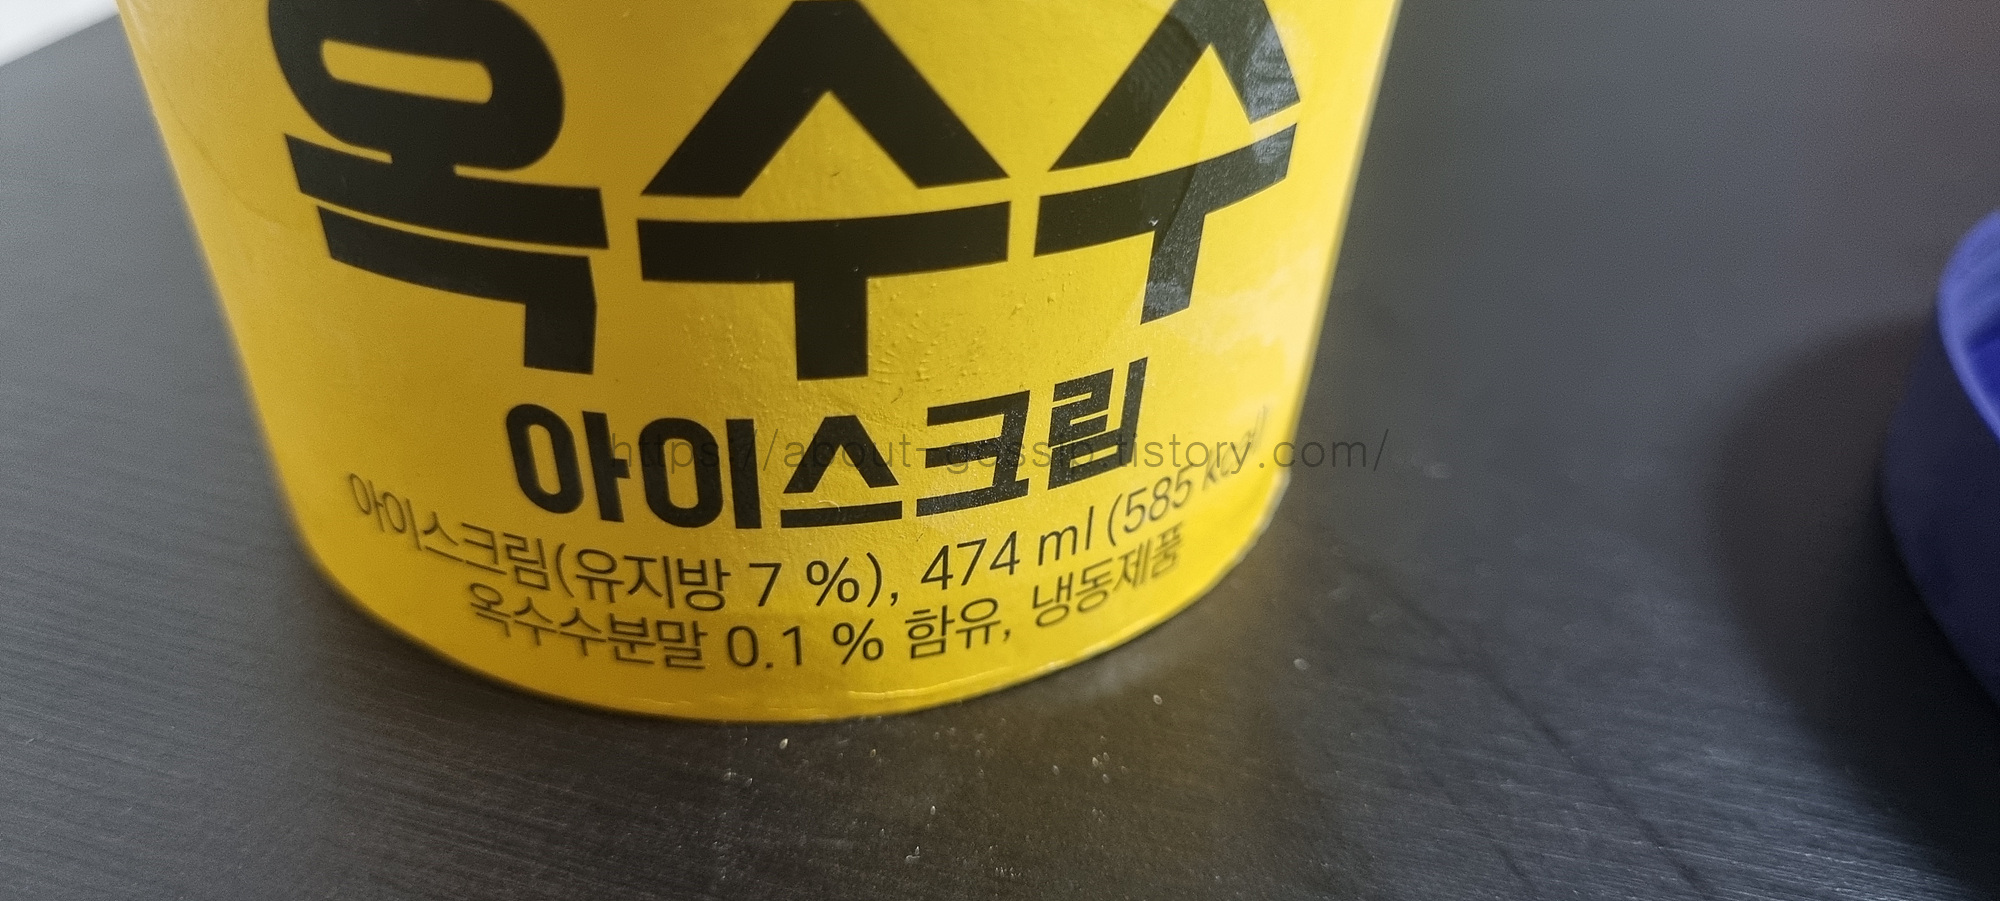 옥수수
아이스크림
https://about-gossip.tistory.com/
아이스크림(유지방 7 %), 474 ml (585 kcal)
옥수수분말 0.1 % 함유, 냉동제품